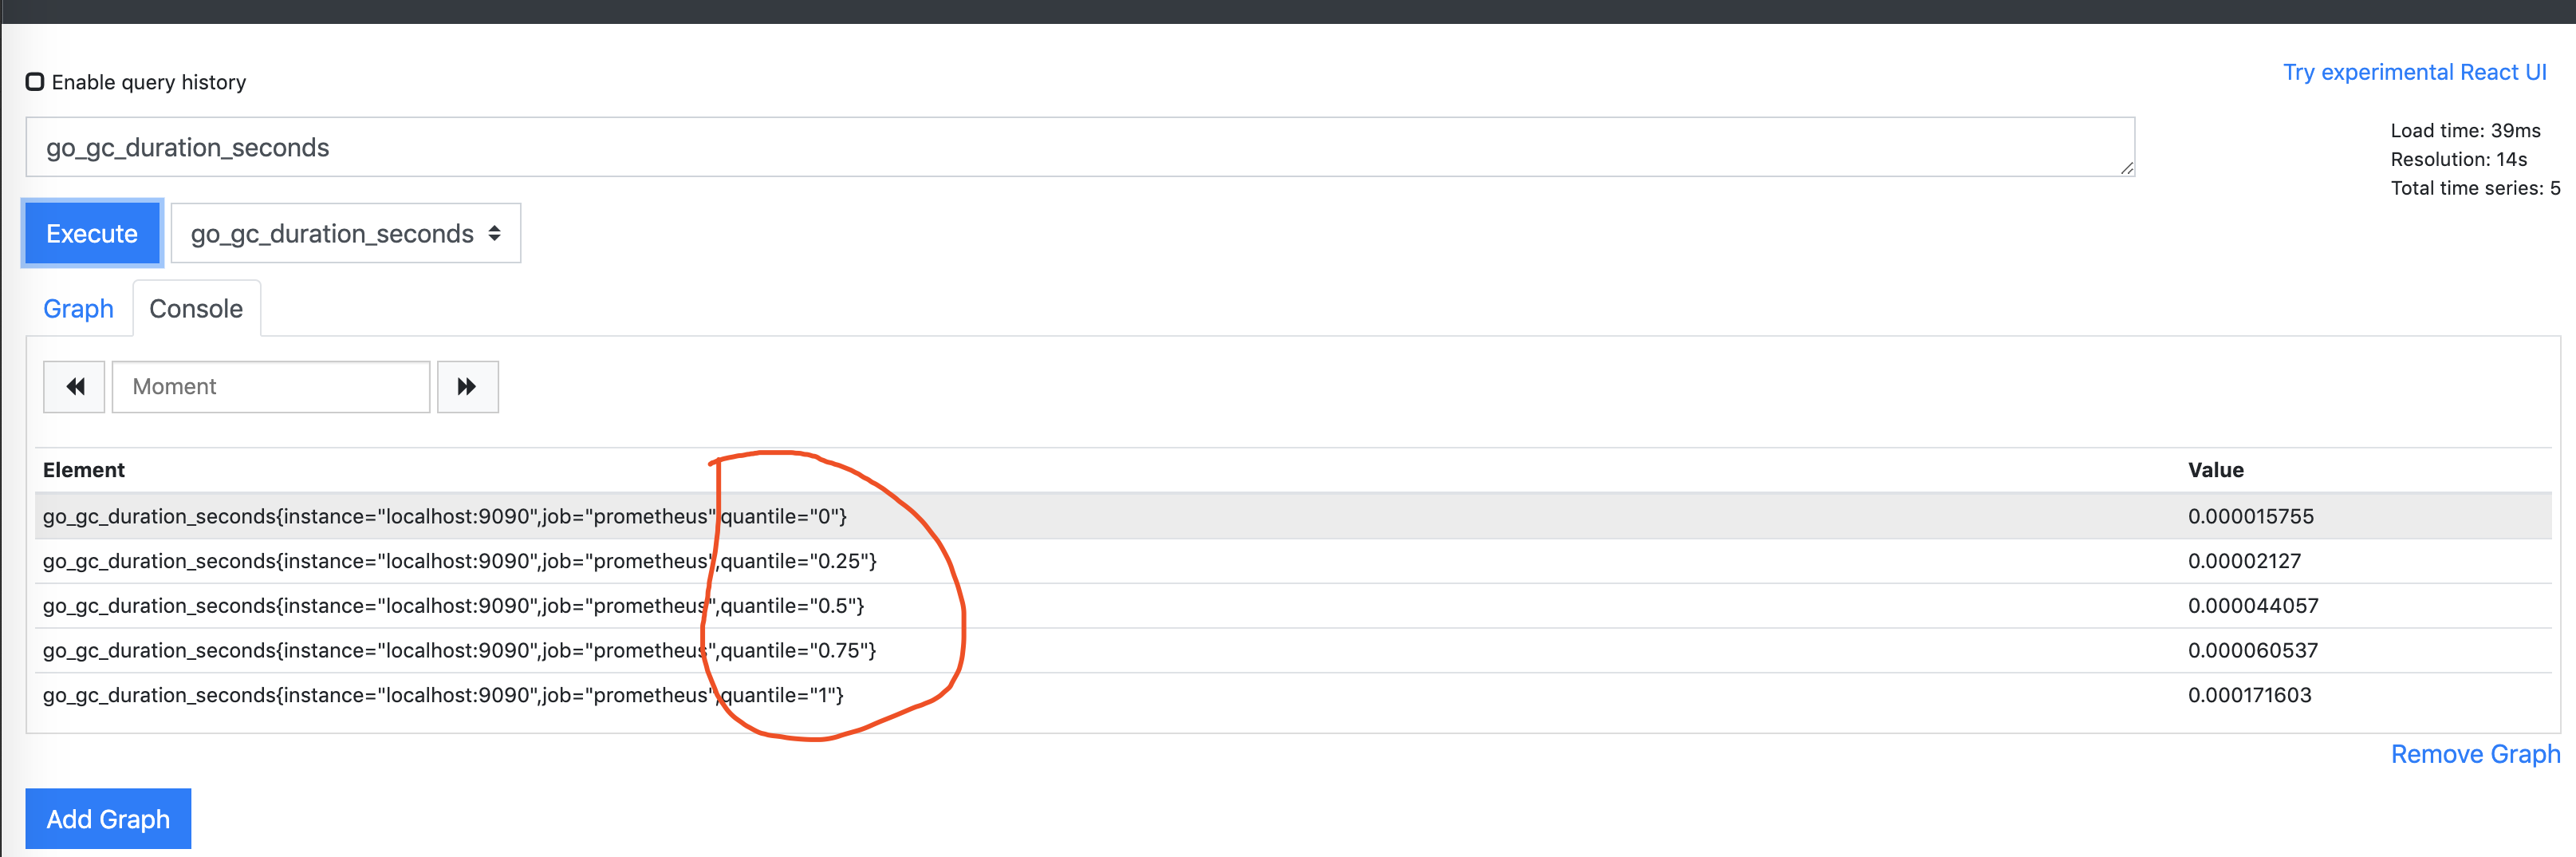 Enable query history
Try experimental React UI
go_gc_duration_seconds
Load time: 39ms
Resolution: 14s
Total time series: 5
Execute
go_gc_duration_seconds
Graph
Console
Moment
Element Value
go_gc_duration_seconds{instance="localhost:9090",job="prometheus",quantile="0"} 0.000015755
go_gc_duration_seconds{instance="localhost:9090",job="prometheus",quantile="0.25"} 0.00002127
go_gc_duration_seconds{instance="localhost:9090",job="prometheus",quantile="0.5"} 0.000044057
go_gc_duration_seconds{instance="localhost:9090",job="prometheus",quantile="0.75"} 0.000060537
go_gc_duration_seconds{instance="localhost:9090",job="prometheus",quantile="1"} 0.000171603
Remove Graph
Add Graph